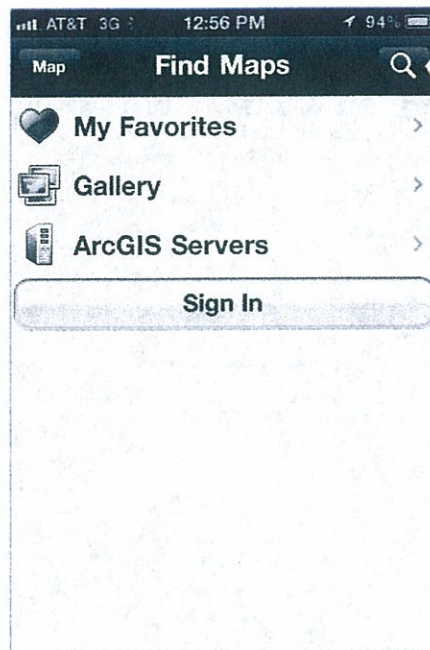 AT&T 3G 12:56 PM 94%
Map Find Maps
My Favorites
Gallery
ArcGIS Servers
Sign In